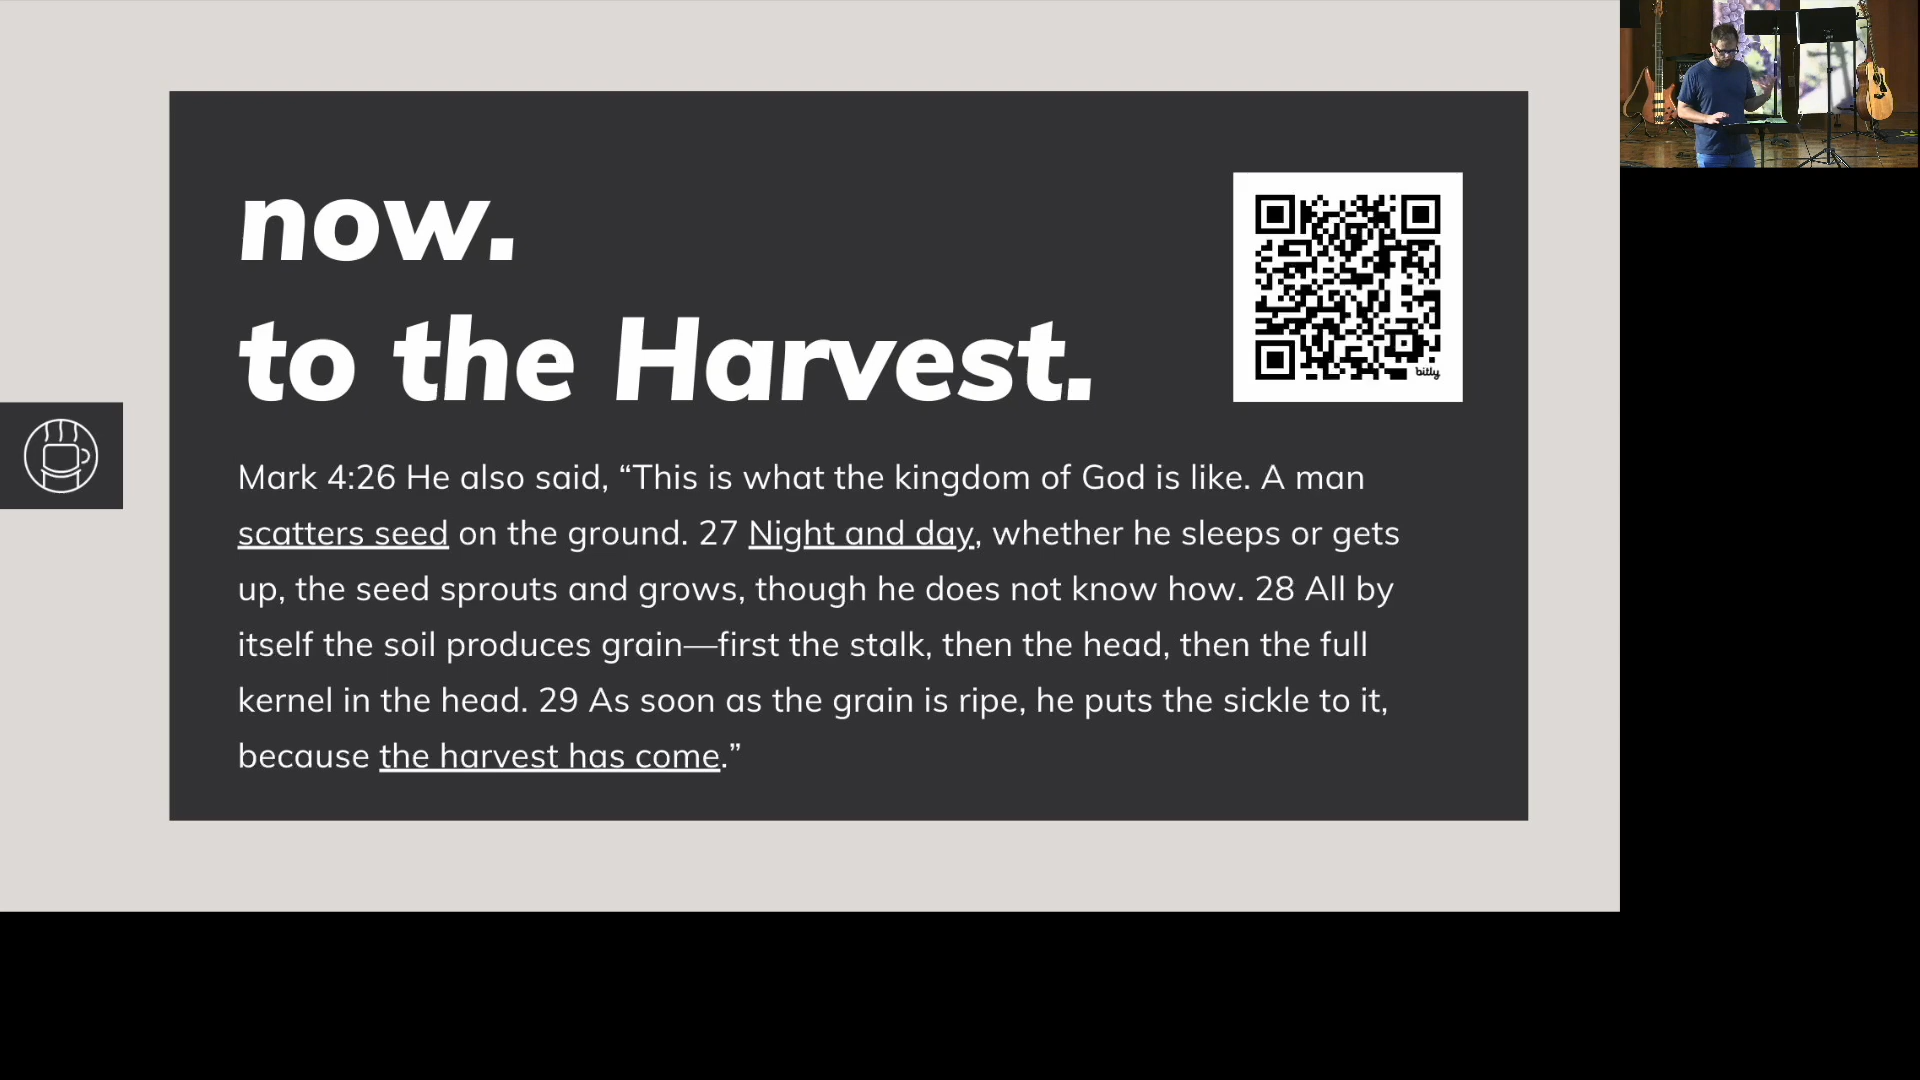 now.
to the Harvest.
bitly
Mark 4:26 He also said, “This is what the kingdom of God is like. A man
scatters seed on the ground. 27 Night and day, whether he sleeps or gets
up, the seed sprouts and grows, though he does not know how. 28 All by
itself the soil produces grain—first the stalk, then the head, then the full
kernel in the head. 29 As soon as the grain is ripe, he puts the sickle to it,
because the harvest has come.”